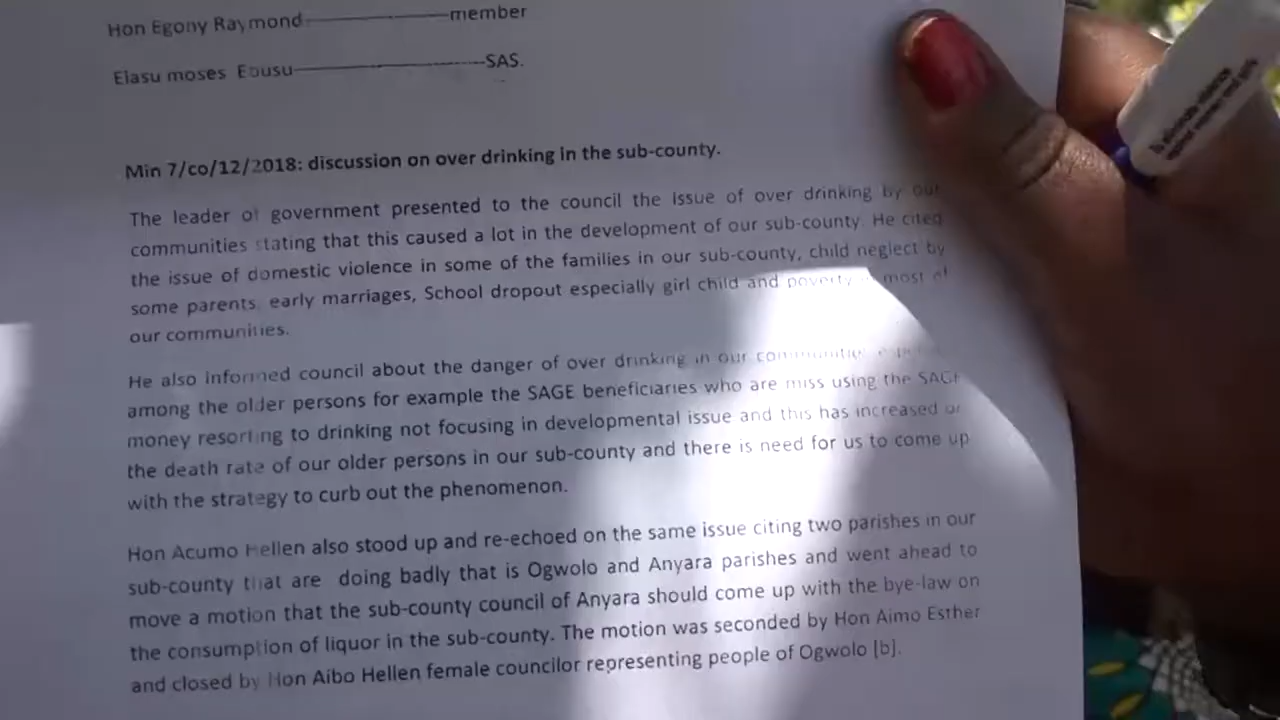 Hon Egony Raymond------------------------member
Elasu moses Ebusu--------------------------------SAS.
Min 7/co/12/2018: discussion on over drinking in the sub-county.
The leader of government presented to the council the issue of over drinking by our
communities stating that this caused a lot in the development of our sub-county. He cited
the issue of domestic violence in some of the families in our sub-county, child neglect by
some parents, early marriages, School dropout especially girl child and poverty most of
our communities.
He also informed council about the danger of over drinking in our communities
among the older persons for example the SAGE beneficiaries who are miss using the SAGE
money resorting to drinking not focusing in developmental issue and this has increased
the death rate of our older persons in our sub-county and there is need for us to come up
with the strategy to curb out the phenomenon.
Hon Acumo Hellen also stood up and re-echoed on the same issue citing two parishes in our
sub-county that are doing badly that is Ogwolo and Anyara parishes and went ahead to
move a motion that the sub-county council of Anyara should come up with the bye-law on
the consumption of liquor in the sub-county. The motion was seconded by Hon Aimo Esther
and closed by Hon Aibo Hellen female councilor representing people of Ogwolo [b].